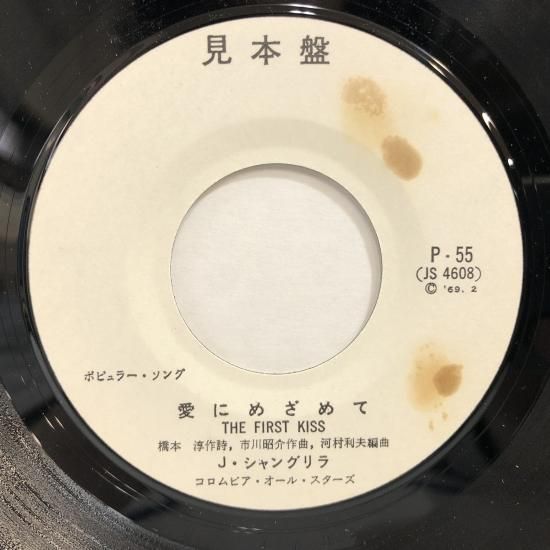 見本盤
P-55
(JS 4608)
© '69. 2
ポピュラー・ソング
愛にめざめて
THE FIRST KISS
橋本 淳作詩, 市川昭介作曲, 河村利夫編曲
J・シャングリラ
コロムビア・オール・スターズ